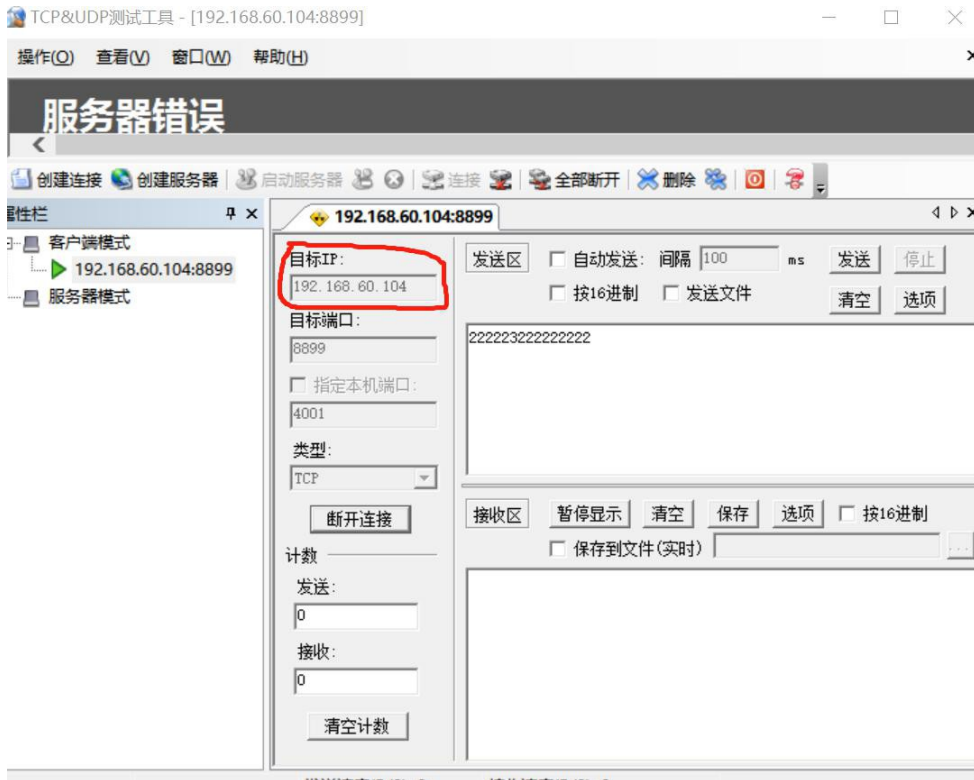 TCP&UDP测试工具 - [192.168.60.104:8899]
操作(O) 查看(V) 窗口(W) 帮助(H)
服务器错误
创建连接 创建服务器 启动服务器 连接 全部断开 删除
属性栏
192.168.60.104:8899
客户端模式
192.168.60.104:8899
服务器模式
目标IP:
192.168.60.104
目标端口:
8899
指定本机端口:
4001
类型:
TCP
断开连接
计数
发送:
0
接收:
0
清空计数
发送区 自动发送: 间隔 100 ms 发送 停止
按16进制 发送文件 清空 选项
222223222222222
接收区 暂停显示 清空 保存 选项 按16进制
保存到文件(实时) ...